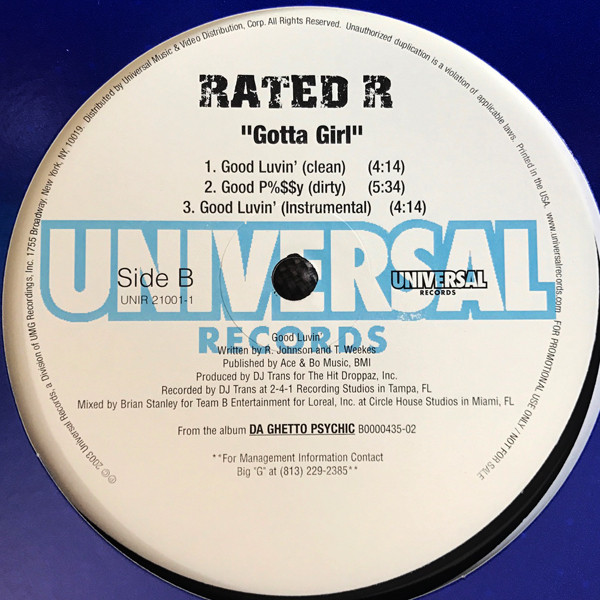 RATED R
"Gotta Girl"
1. Good Luvin' (clean) (4:14)
2. Good P%$$y (dirty) (5:34)
3. Good Luvin' (Instrumental) (4:14)
UNIVERSAL
RECORDS
Side B
UNIR 21001-1
UNIVERSAL
RECORDS
Good Luvin'
Written by R. Johnson and T. Weekes
Published by Ace & Bo Music, BMI
Produced by DJ Trans for The Hit Droppaz, Inc.
Recorded by DJ Trans at 2-4-1 Recording Studios in Tampa, FL
Mixed by Brian Stanley for Team B Entertainment for Loreal, Inc. at Circle House Studios in Miami, FL
From the album DA GHETTO PSYCHIC B0000435-02
**For Management Information Contact
Big "G" at (813) 229-2385**
℗© 2003 Universal Records, a Division of UMG Recordings, Inc. 1755 Broadway, New York, NY, 10019. Distributed by Universal Music & Video Distribution, Corp. All Rights Reserved. Unauthorized duplication is a violation of applicable laws. Printed in the USA. www.universalrecords.com FOR PROMOTIONAL USE ONLY / NOT FOR SALE